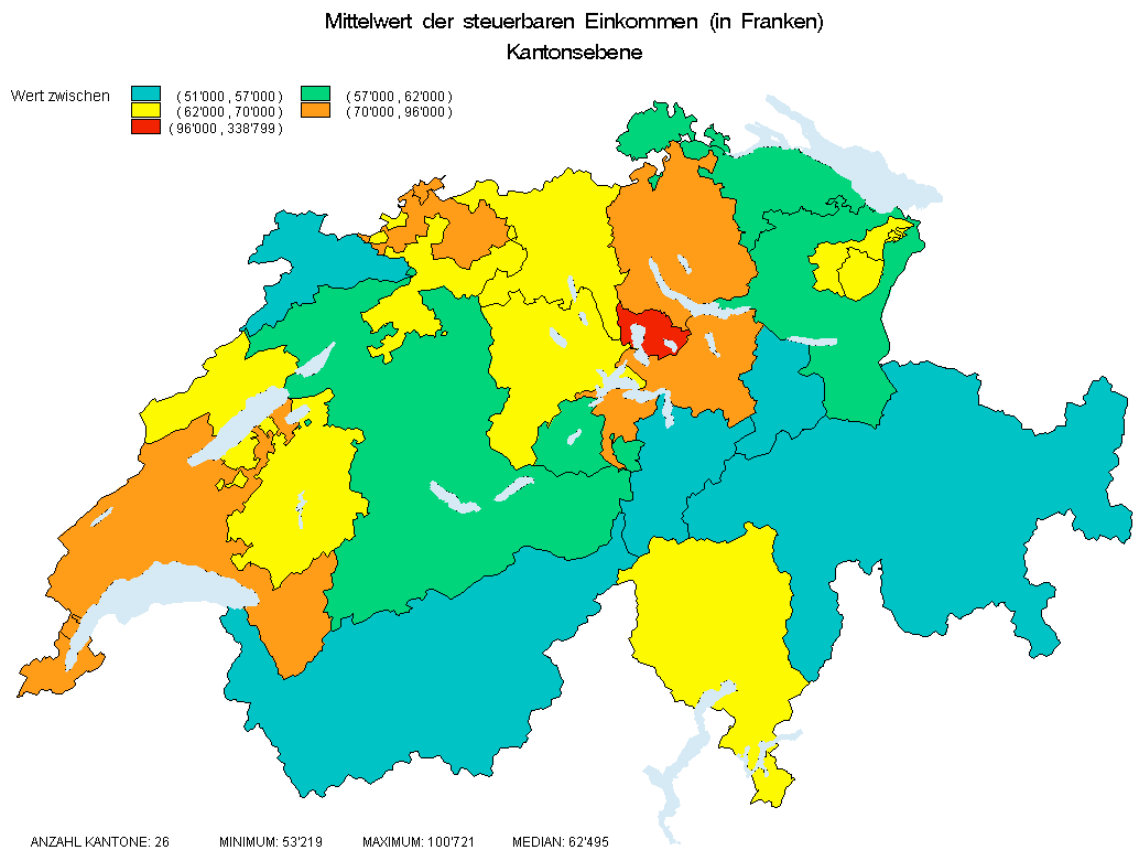 Mittelwert der steuerbaren Einkommen (in Franken)
Kantonsebene
Wert zwischen (51'000 , 57'000) (57'000 , 62'000)
(62'000 , 70'000) (70'000 , 96'000)
(96'000 , 338'799)
ANZAHL KANTONE: 26 MINIMUM: 53'219 MAXIMUM: 100'721 MEDIAN: 62'495